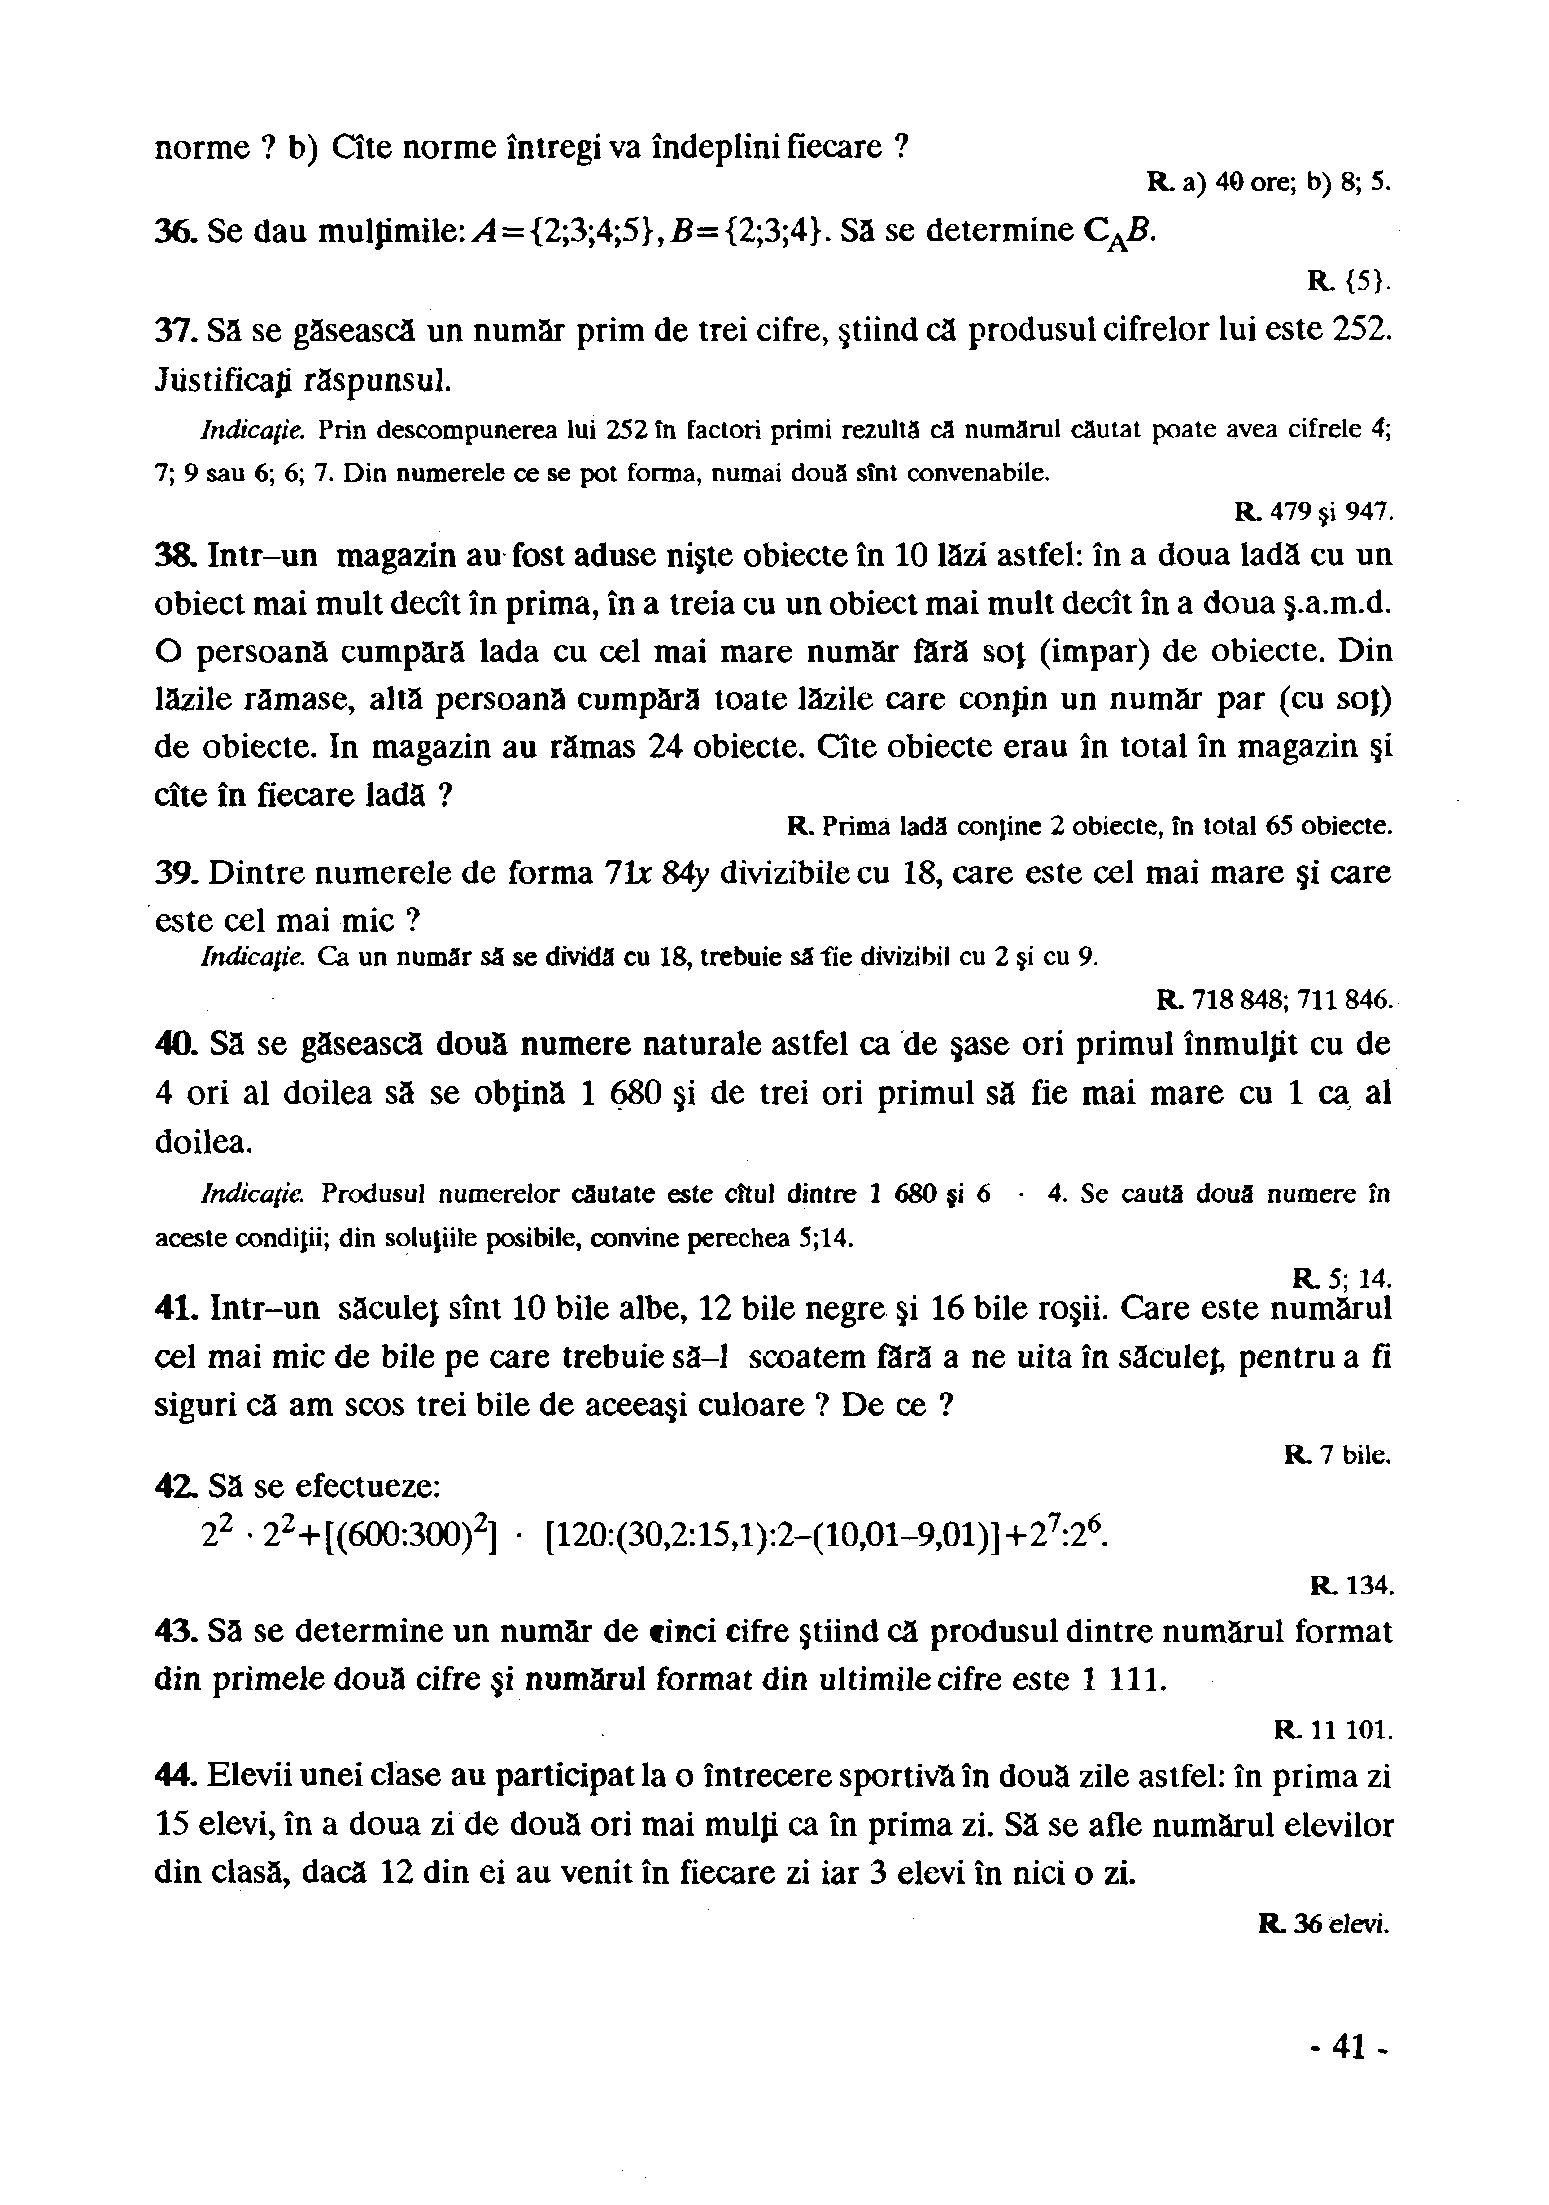 norme ? b) Cîte norme întregi va îndeplini fiecare ?
R. a) 40 ore; b) 8; 5.
36. Se dau mulţimile: A={2;3;4;5}, B={2;3;4}. Să se determine C_AB.
R. {5}.
37. Să se găsească un număr prim de trei cifre, ştiind că produsul cifrelor lui este 252.
Justificaţi răspunsul.
Indicaţie. Prin descompunerea lui 252 în factori primi rezultă că numărul căutat poate avea cifrele 4;
7; 9 sau 6; 6; 7. Din numerele ce se pot forma, numai două sînt convenabile.
R. 479 şi 947.
38. Intr–un magazin au fost aduse nişte obiecte în 10 lăzi astfel: în a doua ladă cu un
obiect mai mult decît în prima, în a treia cu un obiect mai mult decît în a doua ş.a.m.d.
O persoană cumpără lada cu cel mai mare număr fără soţ (impar) de obiecte. Din
lăzile rămase, altă persoană cumpără toate lăzile care conţin un număr par (cu soţ)
de obiecte. In magazin au rămas 24 obiecte. Cîte obiecte erau în total în magazin şi
cîte în fiecare ladă ?
R. Prima ladă conţine 2 obiecte, în total 65 obiecte.
39. Dintre numerele de forma 71x 84y divizibile cu 18, care este cel mai mare şi care
este cel mai mic ?
Indicaţie. Ca un număr să se dividă cu 18, trebuie să fie divizibil cu 2 şi cu 9.
R. 718 848; 711 846.
40. Să se găsească două numere naturale astfel ca de şase ori primul înmulţit cu de
4 ori al doilea să se obţină 1 680 şi de trei ori primul să fie mai mare cu 1 ca al
doilea.
Indicaţie. Produsul numerelor căutate este cîtul dintre 1 680 şi 6 · 4. Se caută două numere în
aceste condiţii; din soluţiile posibile, convine perechea 5;14.
R. 5; 14.
41. Intr–un săculeţ sînt 10 bile albe, 12 bile negre şi 16 bile roşii. Care este numărul
cel mai mic de bile pe care trebuie să–l scoatem fără a ne uita în săculeţ, pentru a fi
siguri că am scos trei bile de aceeaşi culoare ? De ce ?
R. 7 bile.
42. Să se efectueze:
2² · 2²+[(600:300)²] · [120:(30,2:15,1):2–(10,01–9,01)]+2⁷:2⁶.
R. 134.
43. Să se determine un număr de cinci cifre ştiind că produsul dintre numărul format
din primele două cifre şi numărul format din ultimile cifre este 1 111.
R. 11 101.
44. Elevii unei clase au participat la o întrecere sportivă în două zile astfel: în prima zi
15 elevi, în a doua zi de două ori mai mulţi ca în prima zi. Să se afle numărul elevilor
din clasă, dacă 12 din ei au venit în fiecare zi iar 3 elevi în nici o zi.
R. 36 elevi.
- 41 -